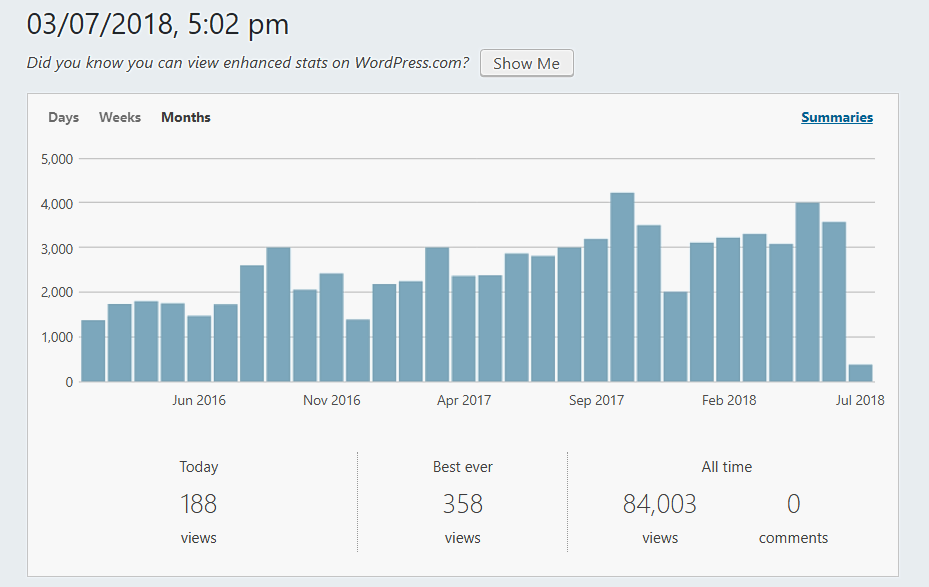 03/07/2018, 5:02 pm
Did you know you can view enhanced stats on WordPress.com? Show Me
Days Weeks Months Summaries
5,000
4,000
3,000
2,000
1,000
0
Jun 2016 Nov 2016 Apr 2017 Sep 2017 Feb 2018 Jul 2018
Today Best ever All time
188 358 84,003 0
views views views comments